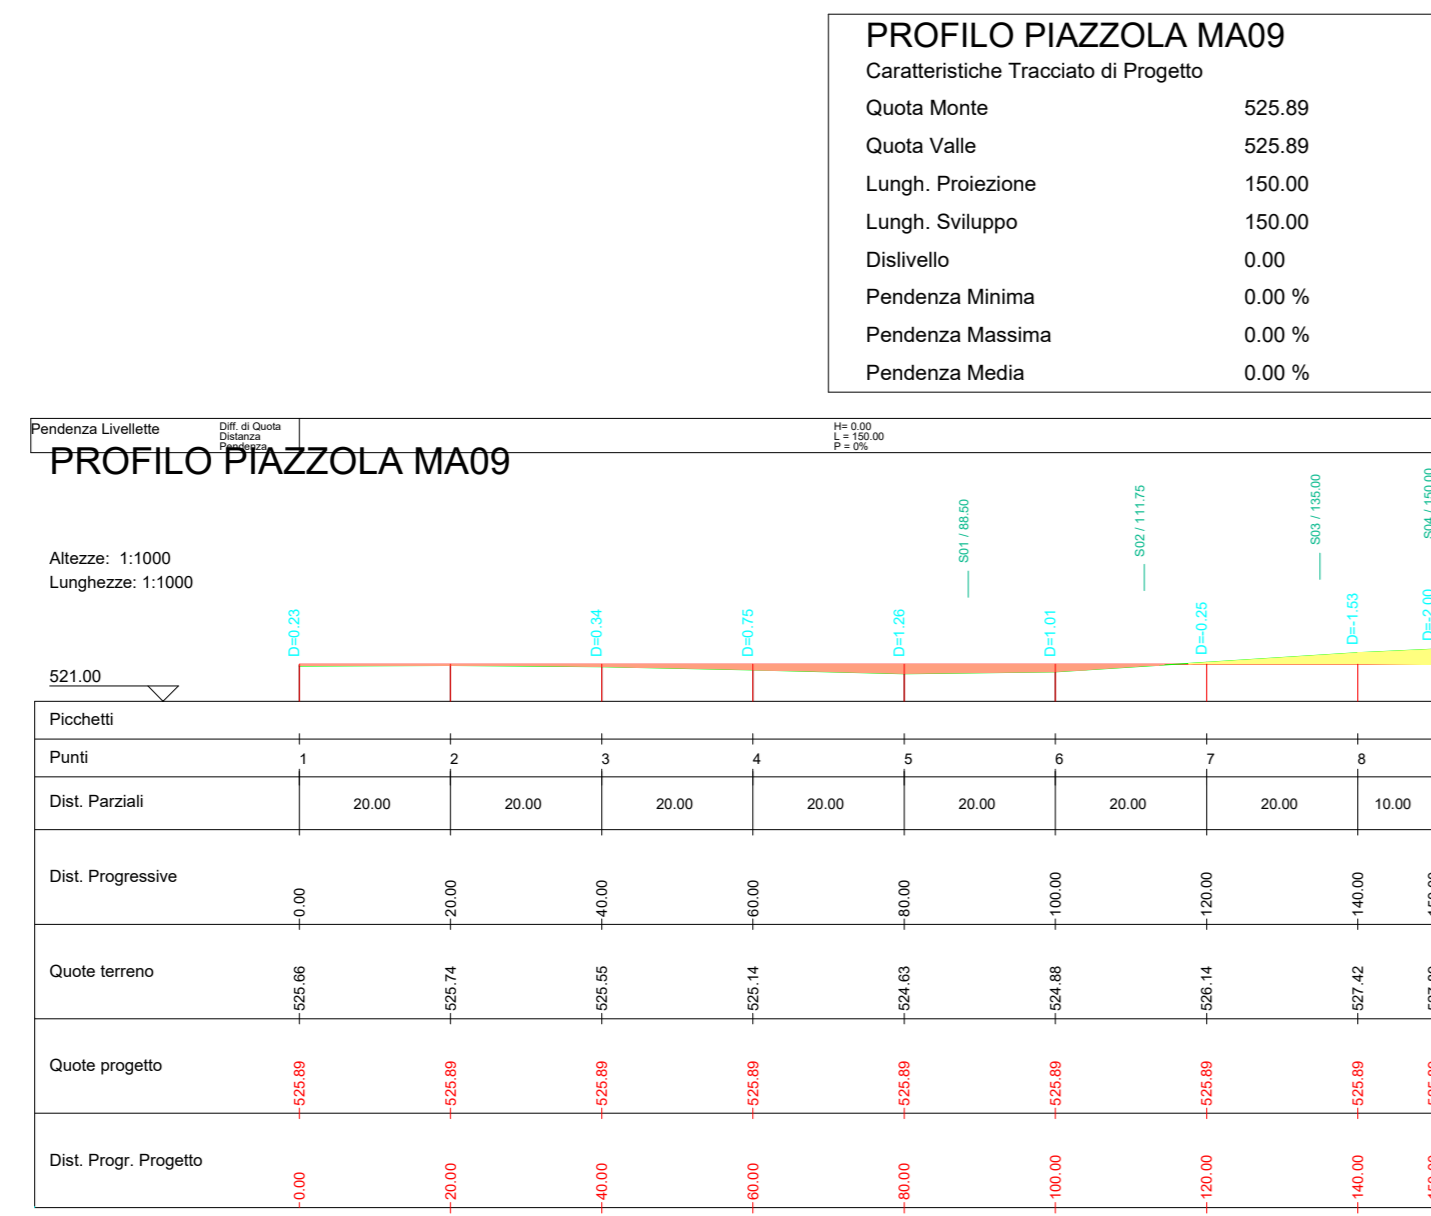 PROFILO PIAZZOLA MA09
Caratteristiche Tracciato di Progetto
Quota Monte 525.89
Quota Valle 525.89
Lungh. Proiezione 150.00
Lungh. Sviluppo 150.00
Dislivello 0.00
Pendenza Minima 0.00 %
Pendenza Massima 0.00 %
Pendenza Media 0.00 %
Pendenza Livellette
Diff. di Quota
Distanza
Pendenza
H= 0.00
L = 150.00
P = 0%
PROFILO PIAZZOLA MA09
S01 / 88.50
S02 / 111.75
S03 / 135.00
S04 / 150.00
Altezze: 1:1000
Lunghezze: 1:1000
D=0.23
D=0.34
D=0.75
D=1.26
D=1.01
D=-0.25
D=-1.53
D=-2.00
521.00
Picchetti
Punti 1 2 3 4 5 6 7 8
Dist. Parziali 20.00 20.00 20.00 20.00 20.00 20.00 20.00 10.00
Dist. Progressive 0.00 20.00 40.00 60.00 80.00 100.00 120.00 140.00
Quote terreno 525.66 525.74 525.55 525.14 524.63 524.88 526.14 527.42
Quote progetto 525.89 525.89 525.89 525.89 525.89 525.89 525.89 525.89
Dist. Progr. Progetto 0.00 20.00 40.00 60.00 80.00 100.00 120.00 140.00